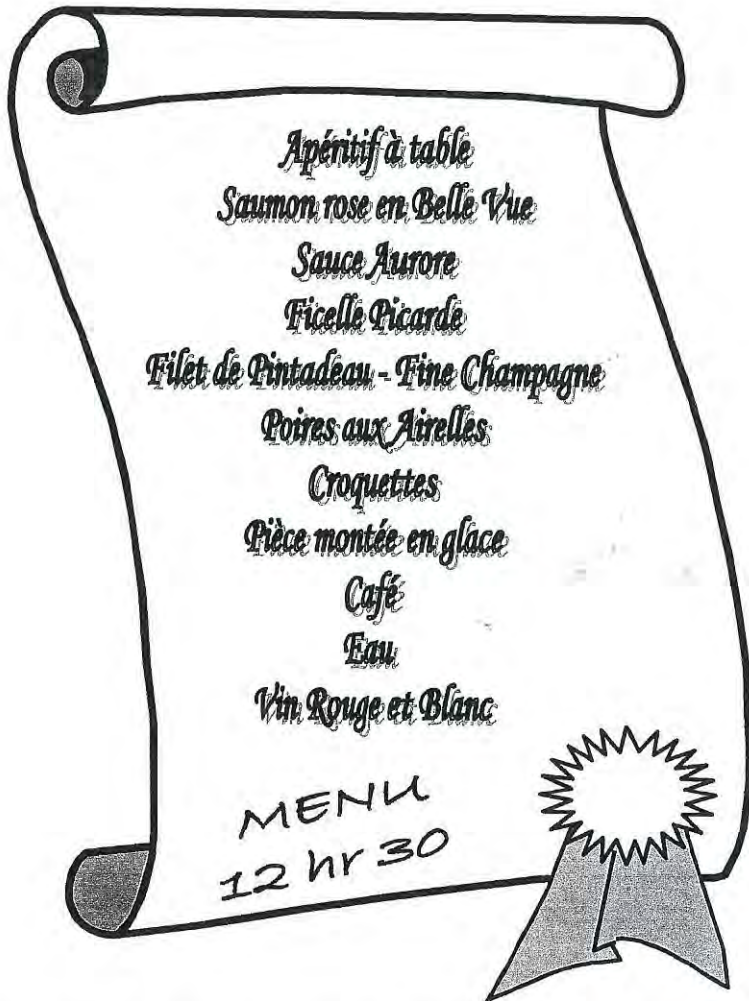 Apéritif à table
Saumon rose en Belle Vue
Sauce Aurore
Ficelle Picarde
Filet de Pintadeau - Fine Champagne
Poires aux Airelles
Croquettes
Pièce montée en glace
Café
Eau
Vin Rouge et Blanc
MENU
12 hr 30